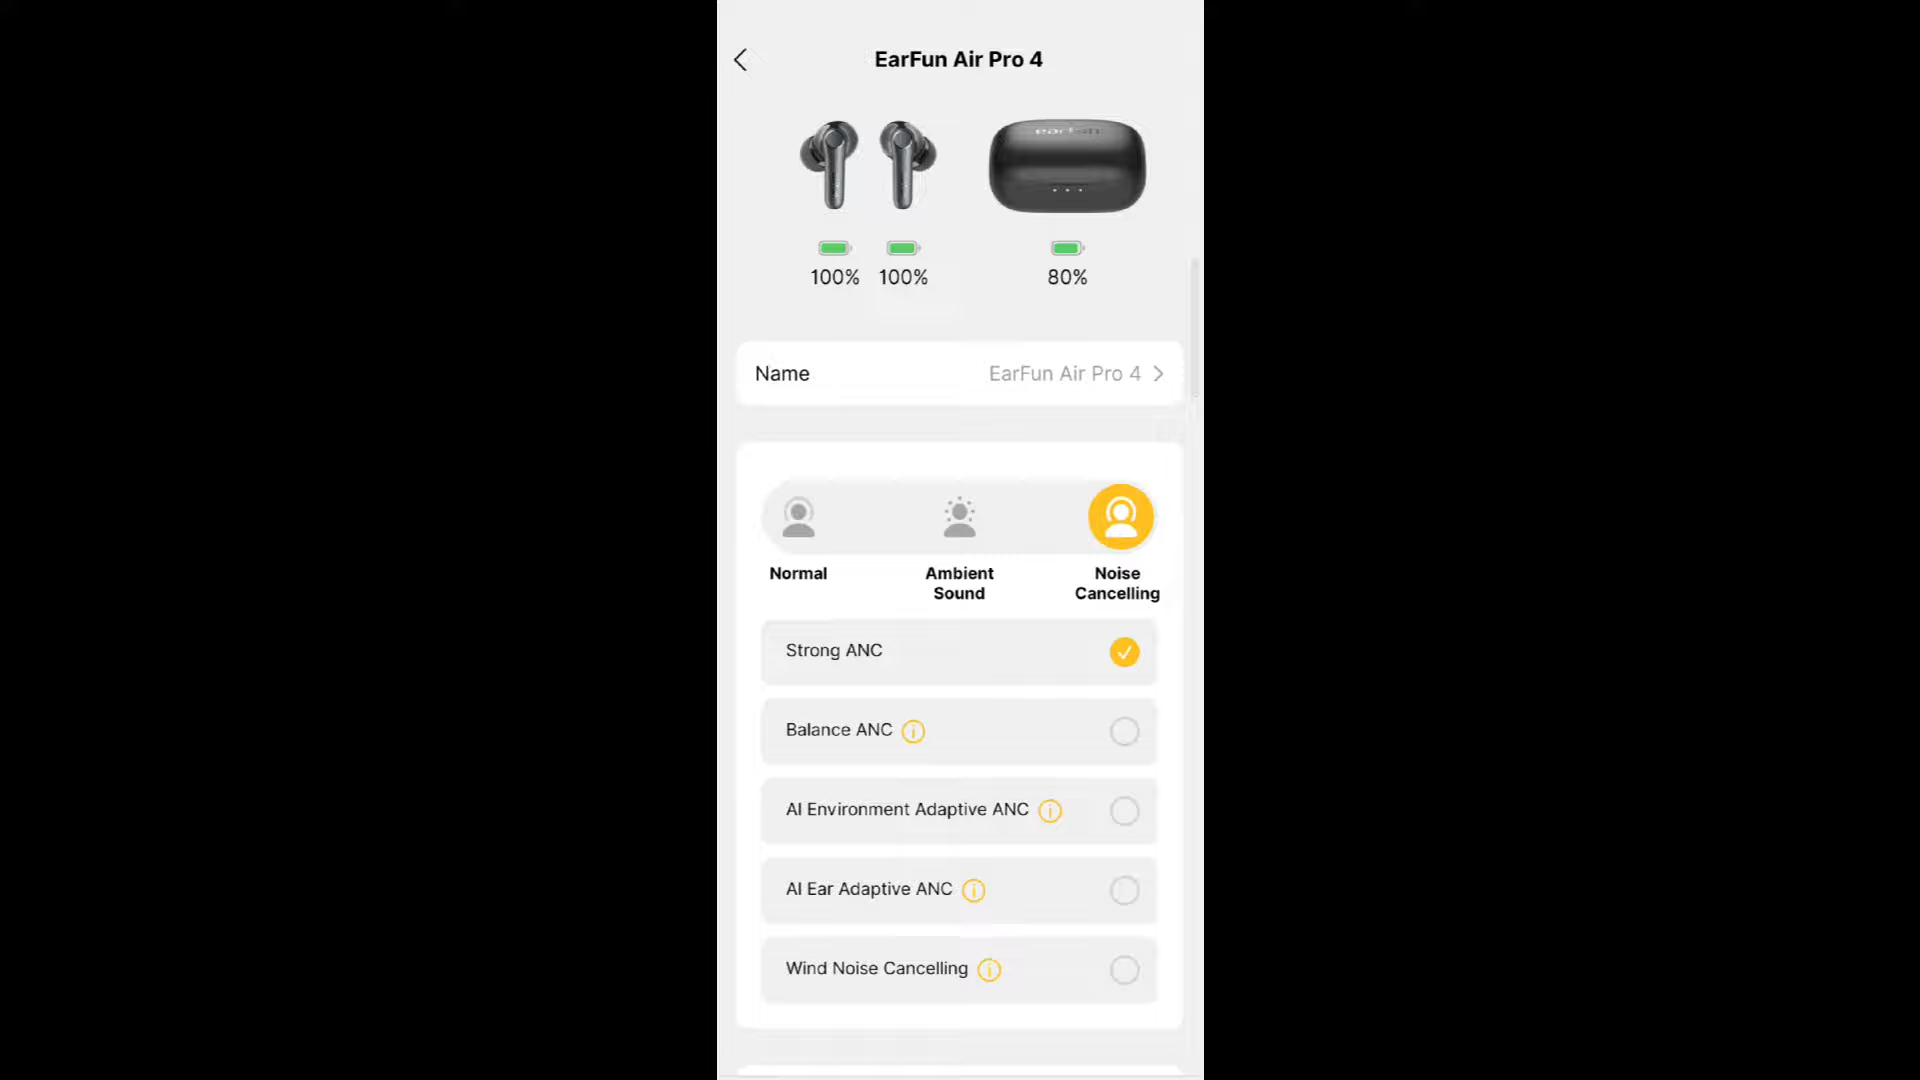 EarFun Air Pro 4
100% 100% 80%
Name EarFun Air Pro 4
Normal
Ambient Sound
Noise Cancelling
Strong ANC
Balance ANC
AI Environment Adaptive ANC
AI Ear Adaptive ANC
Wind Noise Cancelling